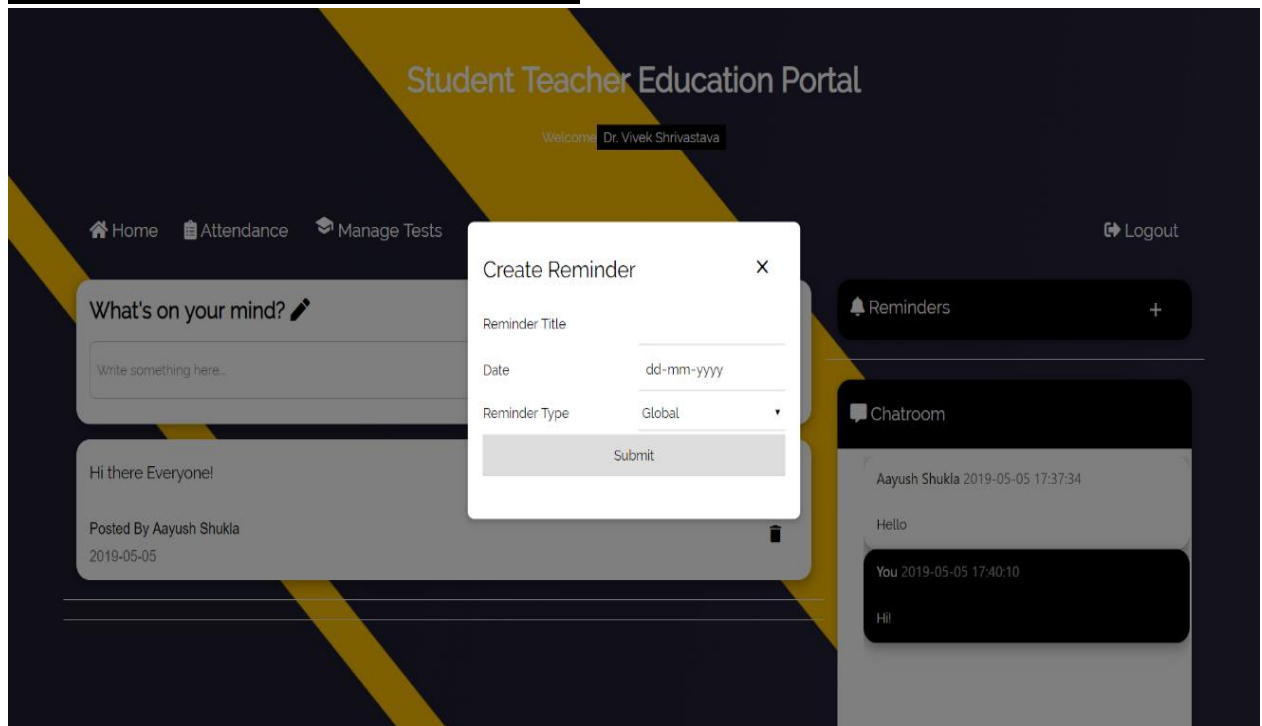 Student Teacher Education Portal
Welcome Dr. Vivek Shrivastava
Home Attendance Manage Tests Logout
Create Reminder X
Reminder Title
Date dd-mm-yyyy
Reminder Type Global
Submit
What's on your mind?
Write something here...
Hi there Everyone!
Posted By Aayush Shukla
2019-05-05
Reminders +
Chatroom
Aayush Shukla 2019-05-05 17:37:34
Hello
You 2019-05-05 17:40:10
Hi!